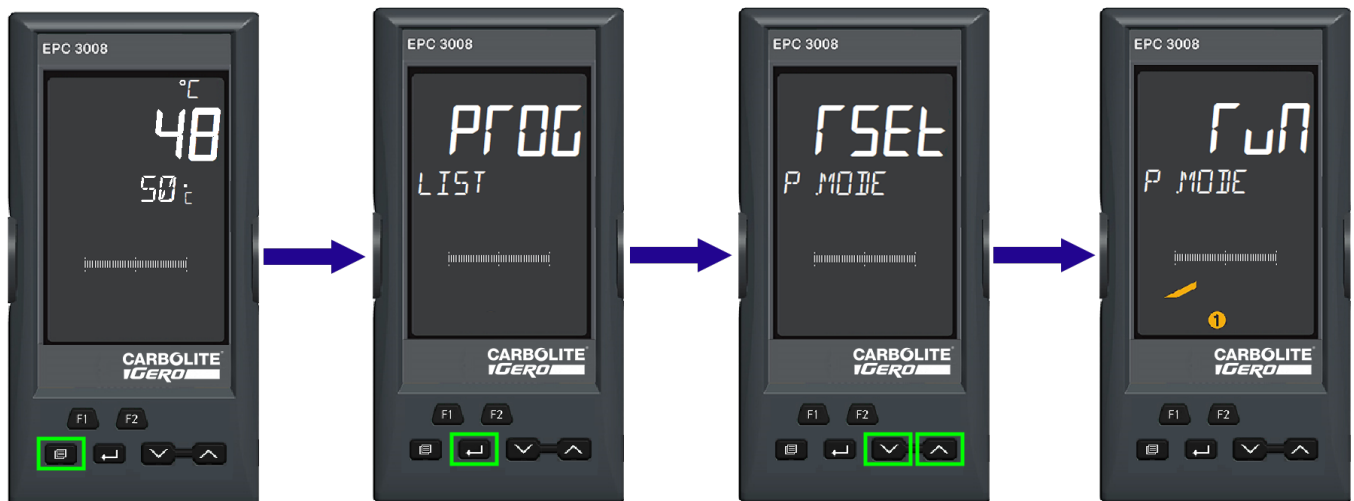 EPC 3008
°C
48
50°C
CARBOLITE
GERO
F1 F2
EPC 3008
PrOG
LIST
CARBOLITE
GERO
F1 F2
EPC 3008
rSEt
P.MODE
CARBOLITE
GERO
F1 F2
EPC 3008
run
P.MODE
1
CARBOLITE
GERO
F1 F2